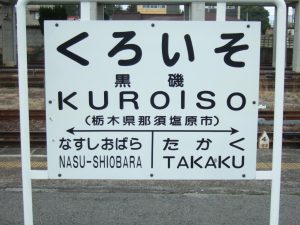 くろいそ
黒磯
KUROISO
(栃木県那須塩原市)
なすしおばら たかく
NASU-SHIOBARA TAKAKU